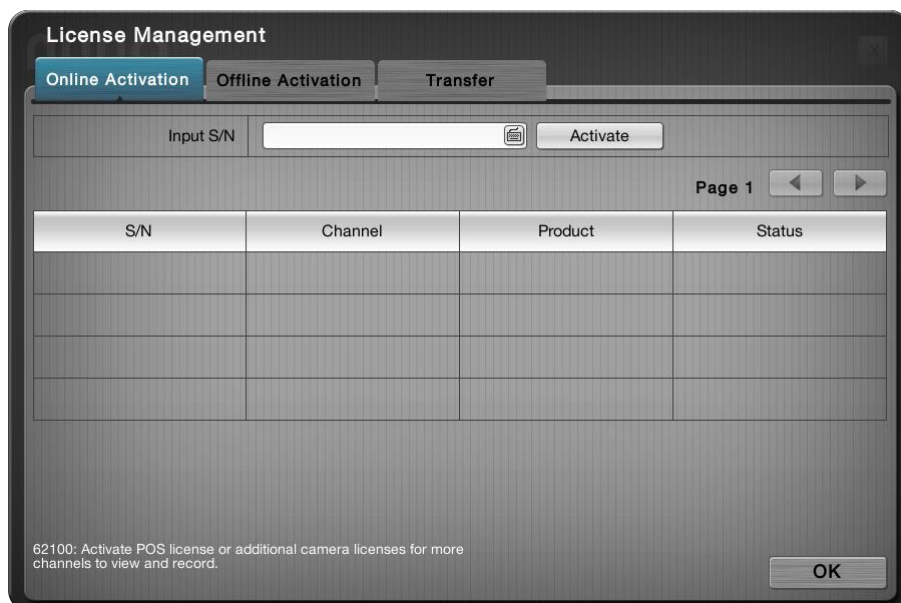 License Management
Online Activation
Offline Activation
Transfer
Input S/N
Activate
Page 1
S/N
Channel
Product
Status
62100: Activate POS license or additional camera licenses for more
channels to view and record.
OK